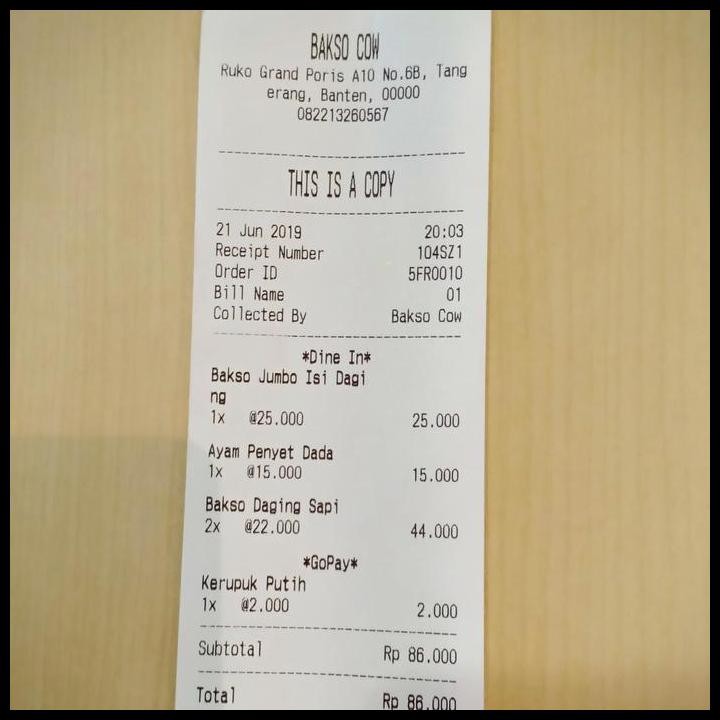 BAKSO COW
Ruko Grand Poris A10 No.6B, Tang
erang, Banten, 00000
082213260567
THIS IS A COPY
21 Jun 2019 20:03
Receipt Number 104SZ1
Order ID 5FR0010
Bill Name 01
Collected By Bakso Cow
*Dine In*
Bakso Jumbo Isi Dagi
ng
1x @25.000 25.000
Ayam Penyet Dada
1x @15.000 15.000
Bakso Daging Sapi
2x @22.000 44.000
*GoPay*
Kerupuk Putih
1x @2.000 2.000
Subtotal Rp 86.000
Total Rp 86.000